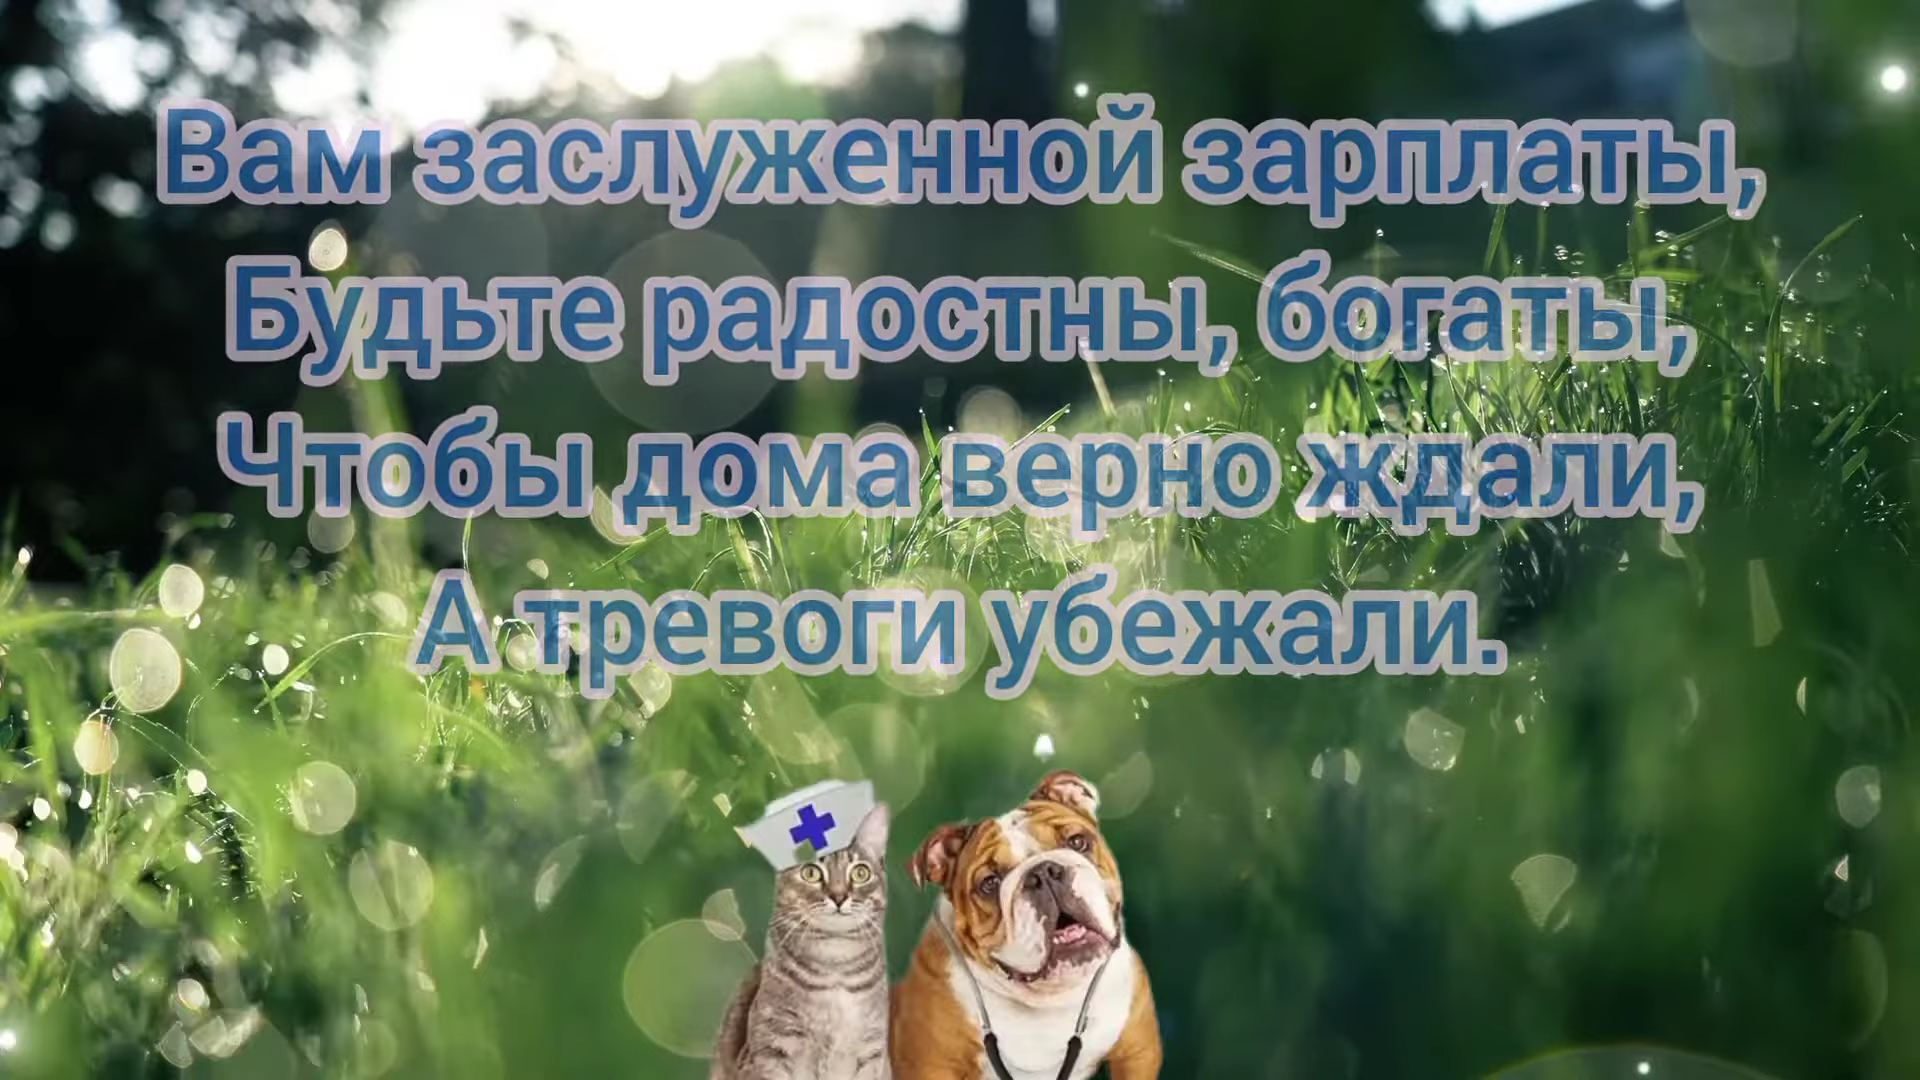 Вам заслуженной зарплаты,
Будьте радостны, богаты,
Чтобы дома верно ждали,
А тревоги убежали.